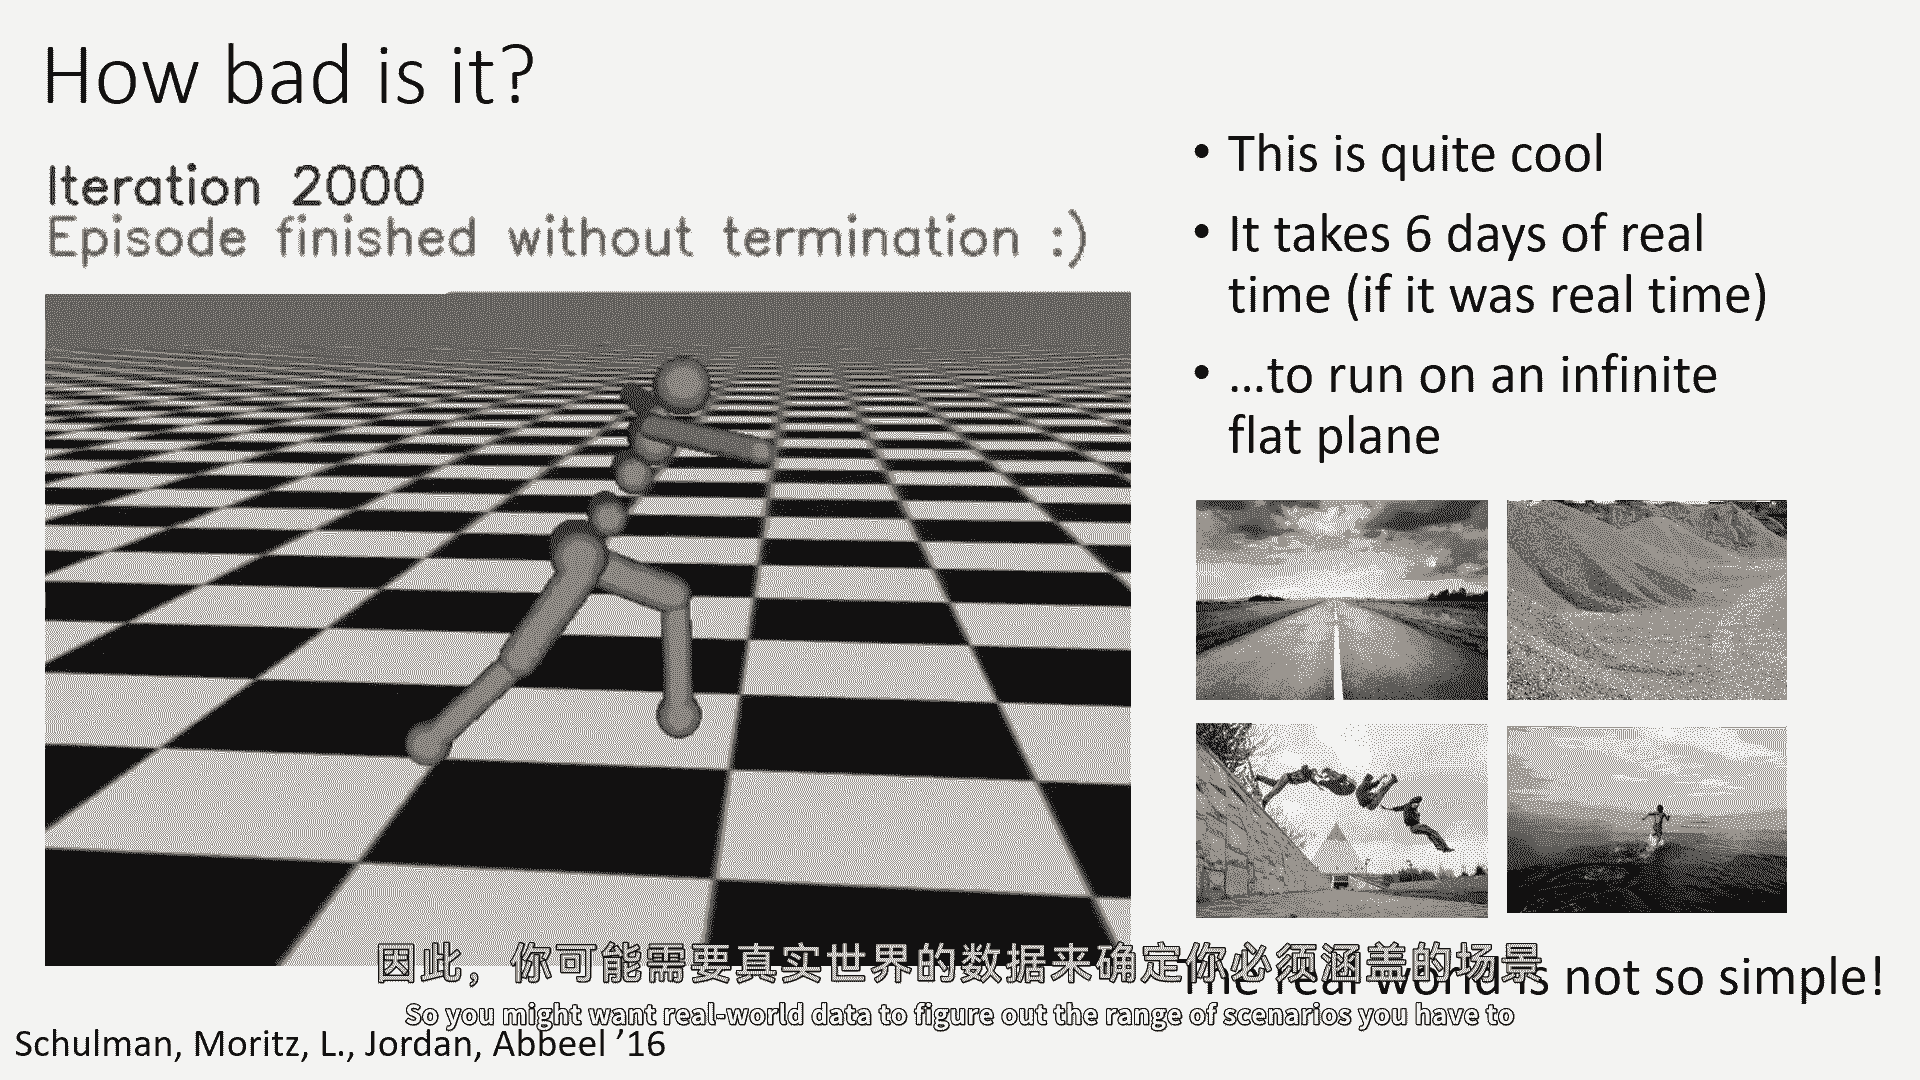 How bad is it?
Iteration 2000
Episode finished without termination :)
• This is quite cool
• It takes 6 days of real
time (if it was real time)
• …to run on an infinite
flat plane
The real world is not so simple!
因此，你可能需要真实世界的数据来确定你必须涵盖的场景
So you might want real-world data to figure out the range of scenarios you have to
Schulman, Moritz, L., Jordan, Abbeel ’16